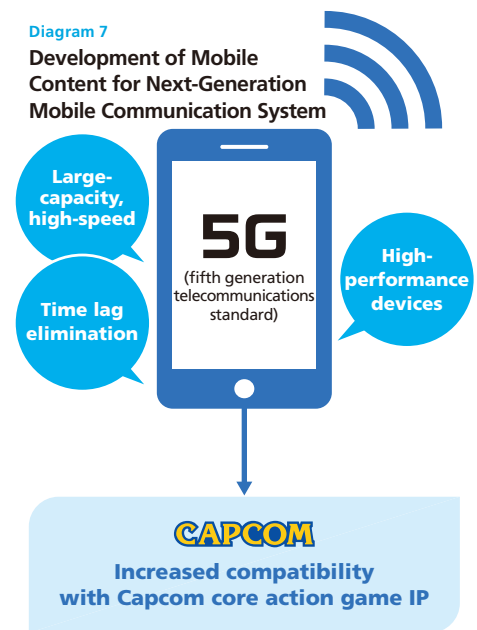 Diagram 7
Development of Mobile
Content for Next-Generation
Mobile Communication System
Large-
capacity,
high-speed
Time lag
elimination
5G
(fifth generation
telecommunications
standard)
High-
performance
devices
CAPCOM
Increased compatibility
with Capcom core action game IP